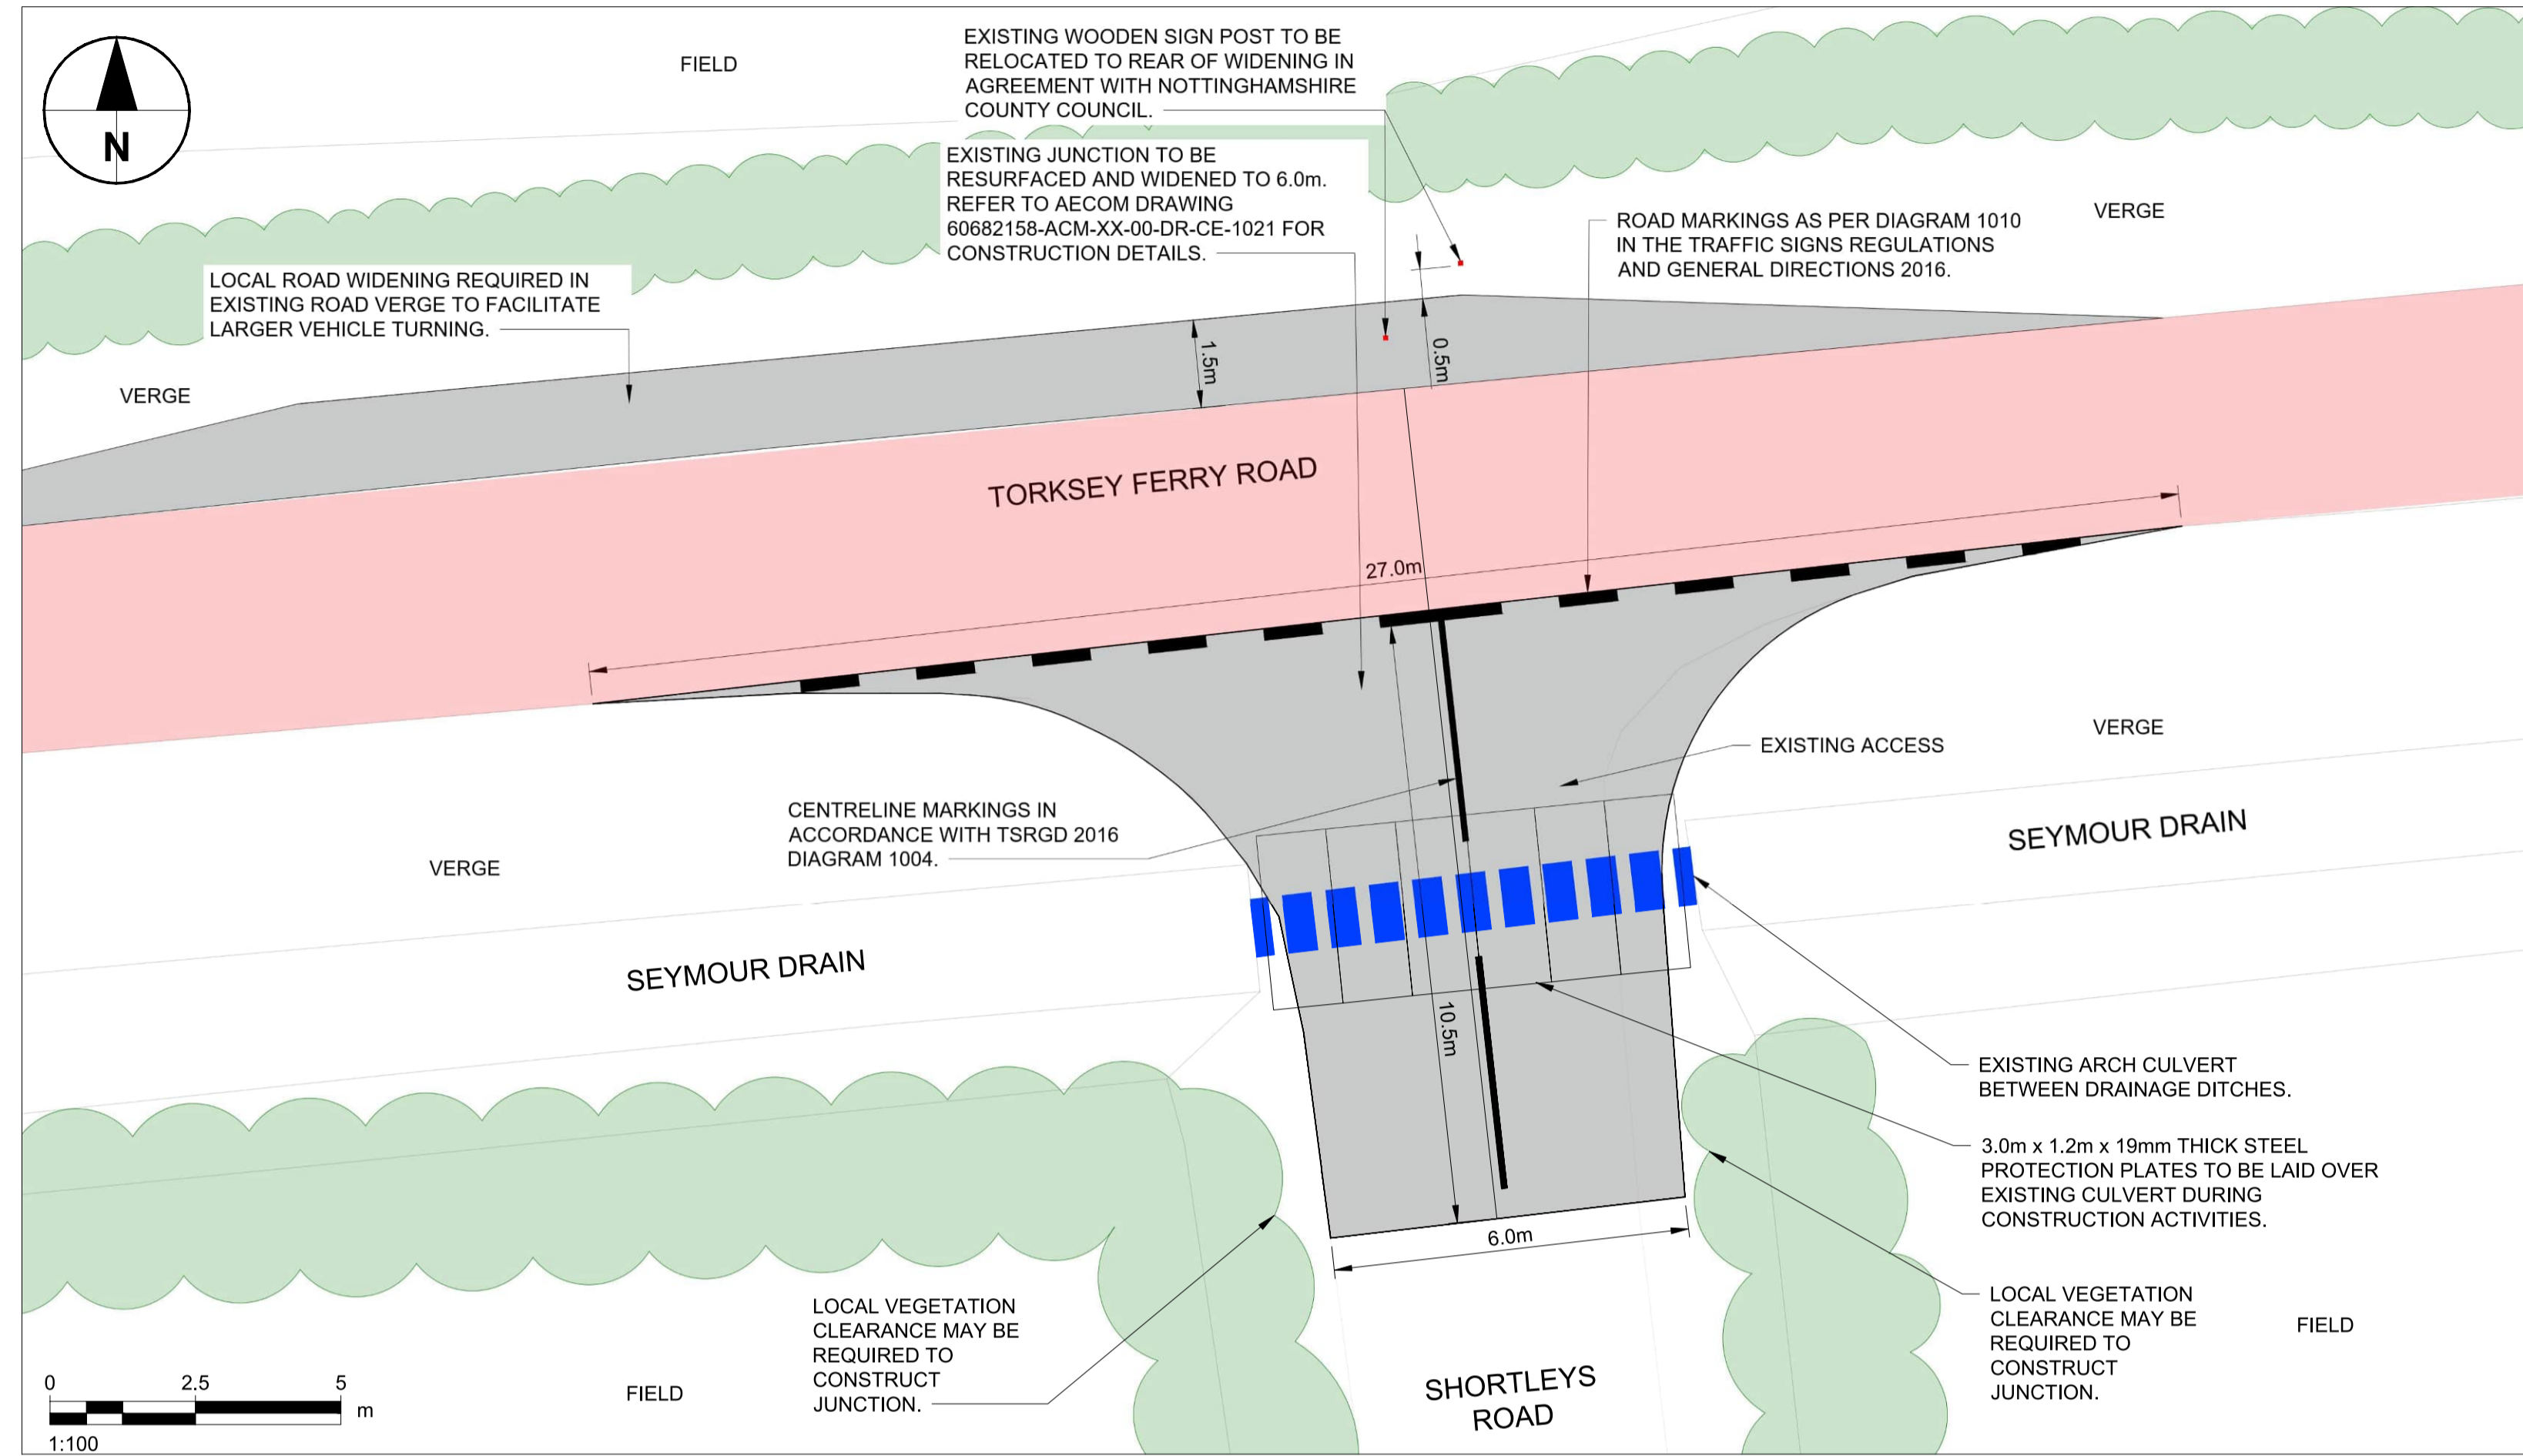 N
FIELD
EXISTING WOODEN SIGN POST TO BE
RELOCATED TO REAR OF WIDENING IN
AGREEMENT WITH NOTTINGHAMSHIRE
COUNTY COUNCIL.
EXISTING JUNCTION TO BE
RESURFACED AND WIDENED TO 6.0m.
REFER TO AECOM DRAWING
60682158-ACM-XX-00-DR-CE-1021 FOR
CONSTRUCTION DETAILS.
ROAD MARKINGS AS PER DIAGRAM 1010
IN THE TRAFFIC SIGNS REGULATIONS
AND GENERAL DIRECTIONS 2016.
VERGE
LOCAL ROAD WIDENING REQUIRED IN
EXISTING ROAD VERGE TO FACILITATE
LARGER VEHICLE TURNING.
VERGE
1.5m
0.5m
TORKSEY FERRY ROAD
27.0m
EXISTING ACCESS
VERGE
CENTRELINE MARKINGS IN
ACCORDANCE WITH TSRGD 2016
DIAGRAM 1004.
SEYMOUR DRAIN
VERGE
SEYMOUR DRAIN
10.5m
EXISTING ARCH CULVERT
BETWEEN DRAINAGE DITCHES.
3.0m x 1.2m x 19mm THICK STEEL
PROTECTION PLATES TO BE LAID OVER
EXISTING CULVERT DURING
CONSTRUCTION ACTIVITIES.
6.0m
LOCAL VEGETATION
CLEARANCE MAY BE
REQUIRED TO
CONSTRUCT
JUNCTION.
LOCAL VEGETATION
CLEARANCE MAY BE
REQUIRED TO
CONSTRUCT
JUNCTION.
FIELD
FIELD
SHORTLEYS
ROAD
0 2.5 5
m
1:100